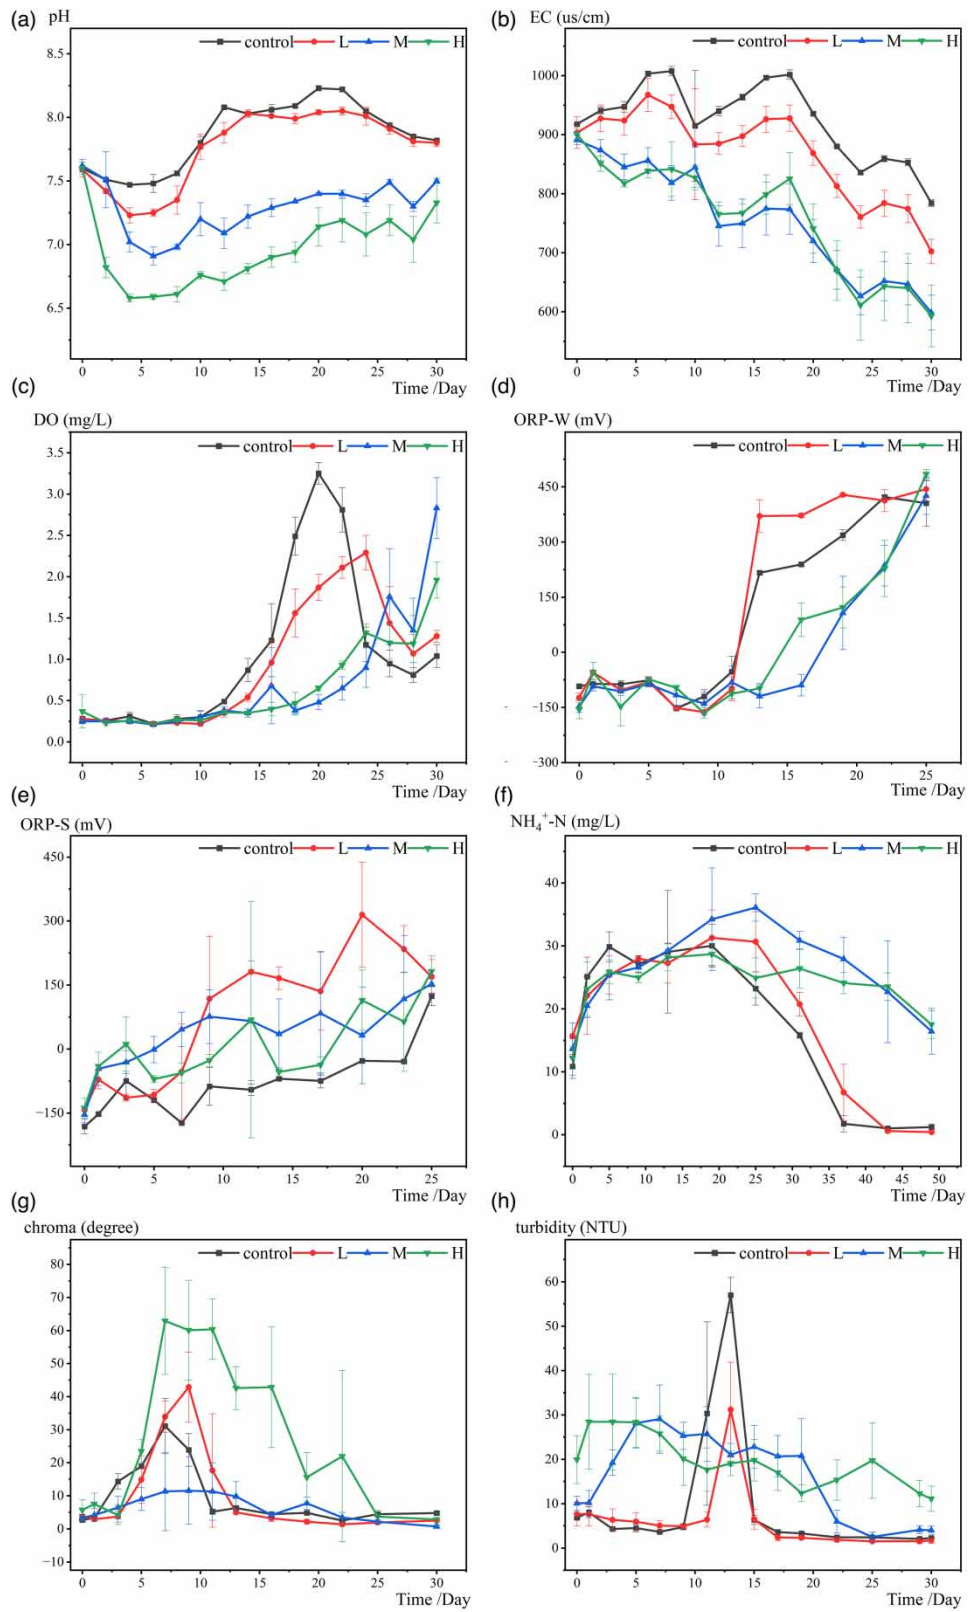 (a) pH (b) EC (us/cm)
control L M H control L M H
8.5
8.0
7.5
7.0
6.5
1000
900
800
700
600
0 5 10 15 20 25 30 0 5 10 15 20 25 30
Time /Day Time /Day
(c) (d)
DO (mg/L) ORP-W (mV)
control L M H control L M H
3.5
3.0
2.5
2.0
1.5
1.0
0.5
0.0
450
300
150
0
-150
-300
0 5 10 15 20 25 30 0 5 10 15 20 25
Time /Day Time /Day
(e) (f)
ORP-S (mV) NH₄⁺-N (mg/L)
control L M H control L M H
450
300
150
0
−150
40
30
20
10
0
0 5 10 15 20 25 0 5 10 15 20 25 30 35 40 45 50
Time /Day Time /Day
(g) (h)
chroma (degree) turbidity (NTU)
control L M H control L M H
80
70
60
50
40
30
20
10
0
−10
60
50
40
30
20
10
0
0 5 10 15 20 25 30 0 5 10 15 20 25 30
Time /Day Time /Day